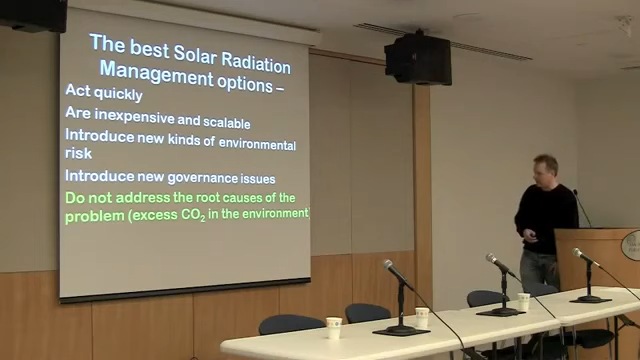 The best Solar Radiation
Management options –
Act quickly
Are inexpensive and scalable
Introduce new kinds of environmental
risk
Introduce new governance issues
Do not address the root causes of the
problem (excess CO₂ in the environment)